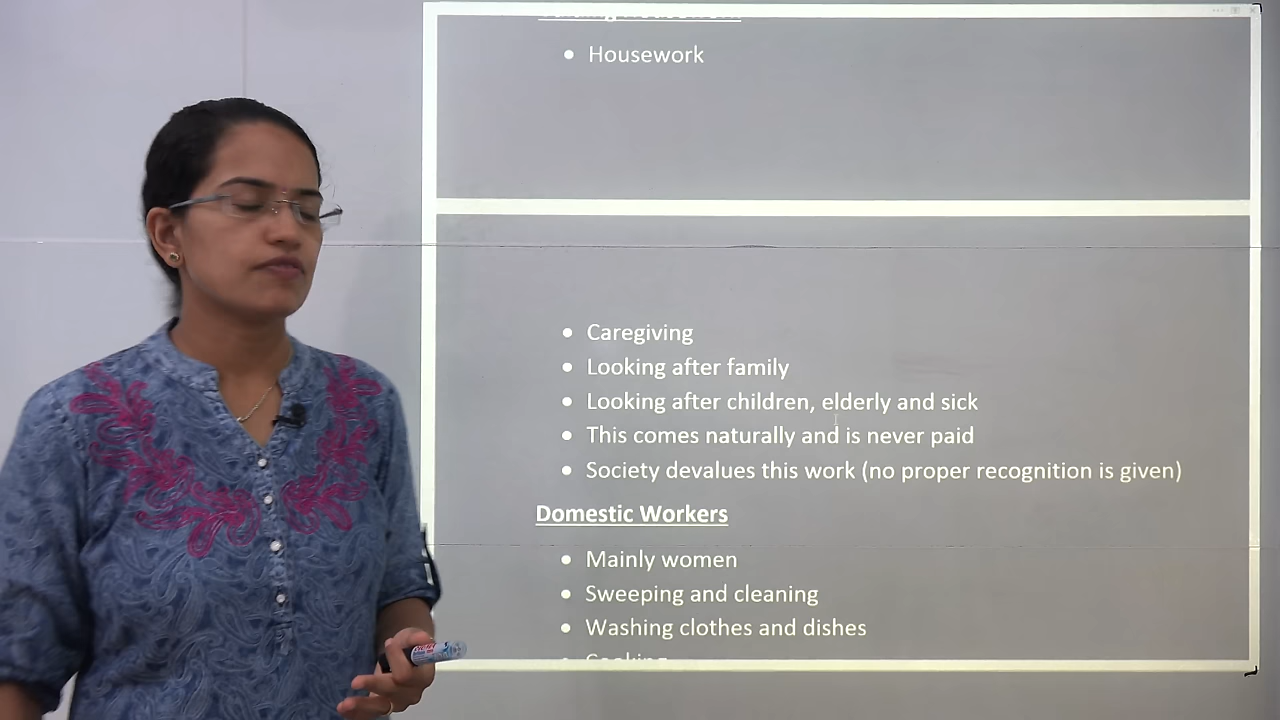 Housework
Caregiving
Looking after family
Looking after children, elderly and sick
This comes naturally and is never paid
Society devalues this work (no proper recognition is given)
Domestic Workers
Mainly women
Sweeping and cleaning
Washing clothes and dishes
Cooking